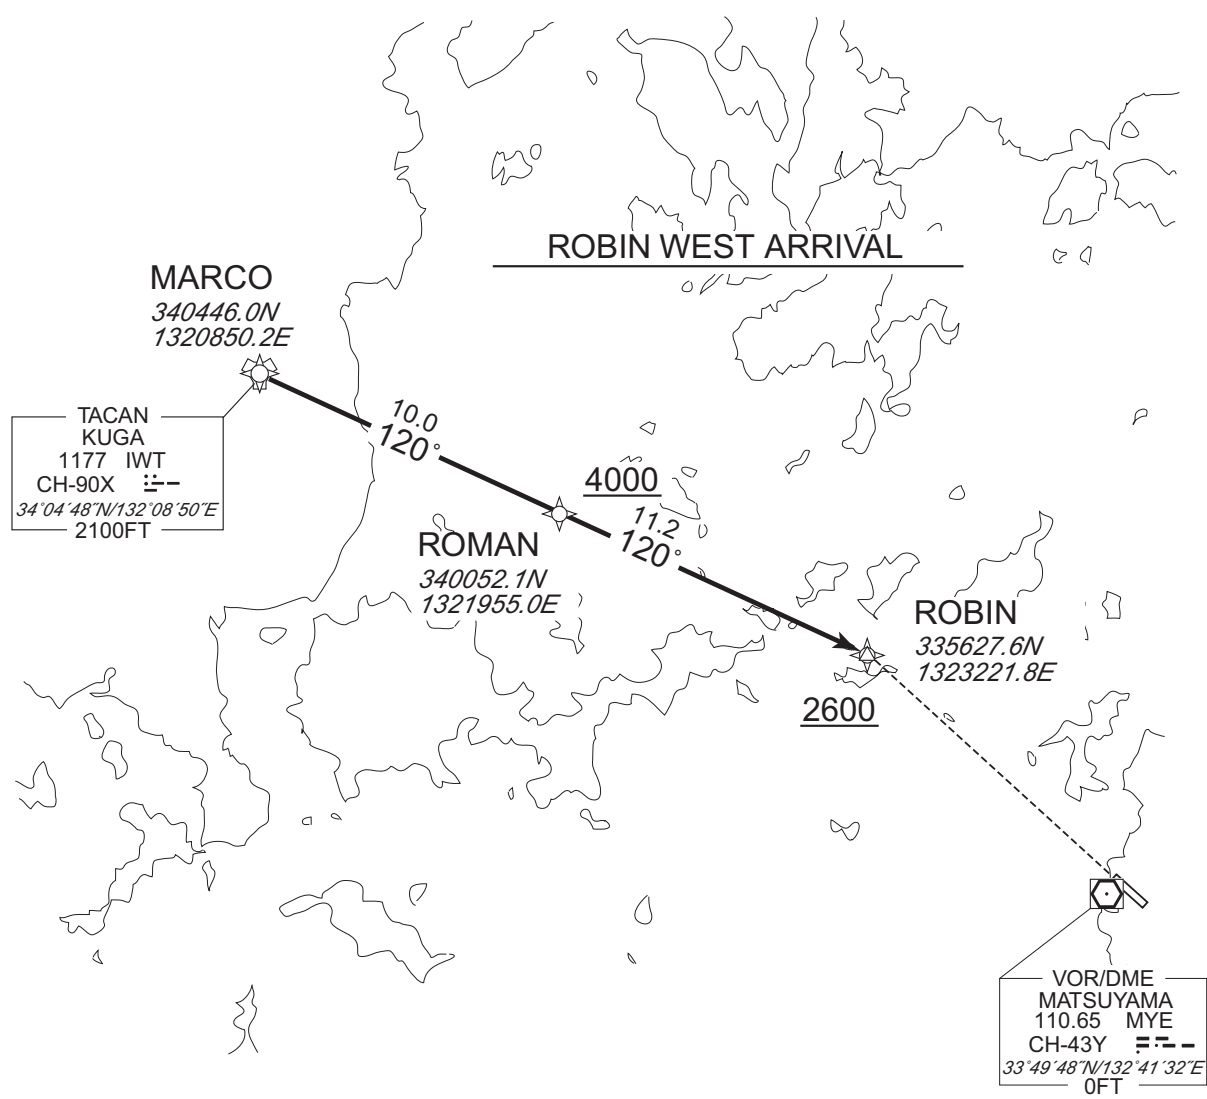 ROBIN WEST ARRIVAL
MARCO
340446.0N
1320850.2E
TACAN
KUGA
1177 IWT
CH-90X
34°04´48˝N/132°08´50˝E
2100FT
10.0
120°
4000
ROMAN
340052.1N
1321955.0E
11.2
120°
ROBIN
335627.6N
1323221.8E
2600
VOR/DME
MATSUYAMA
110.65 MYE
CH-43Y
33°49´48˝N/132°41´32˝E
0FT